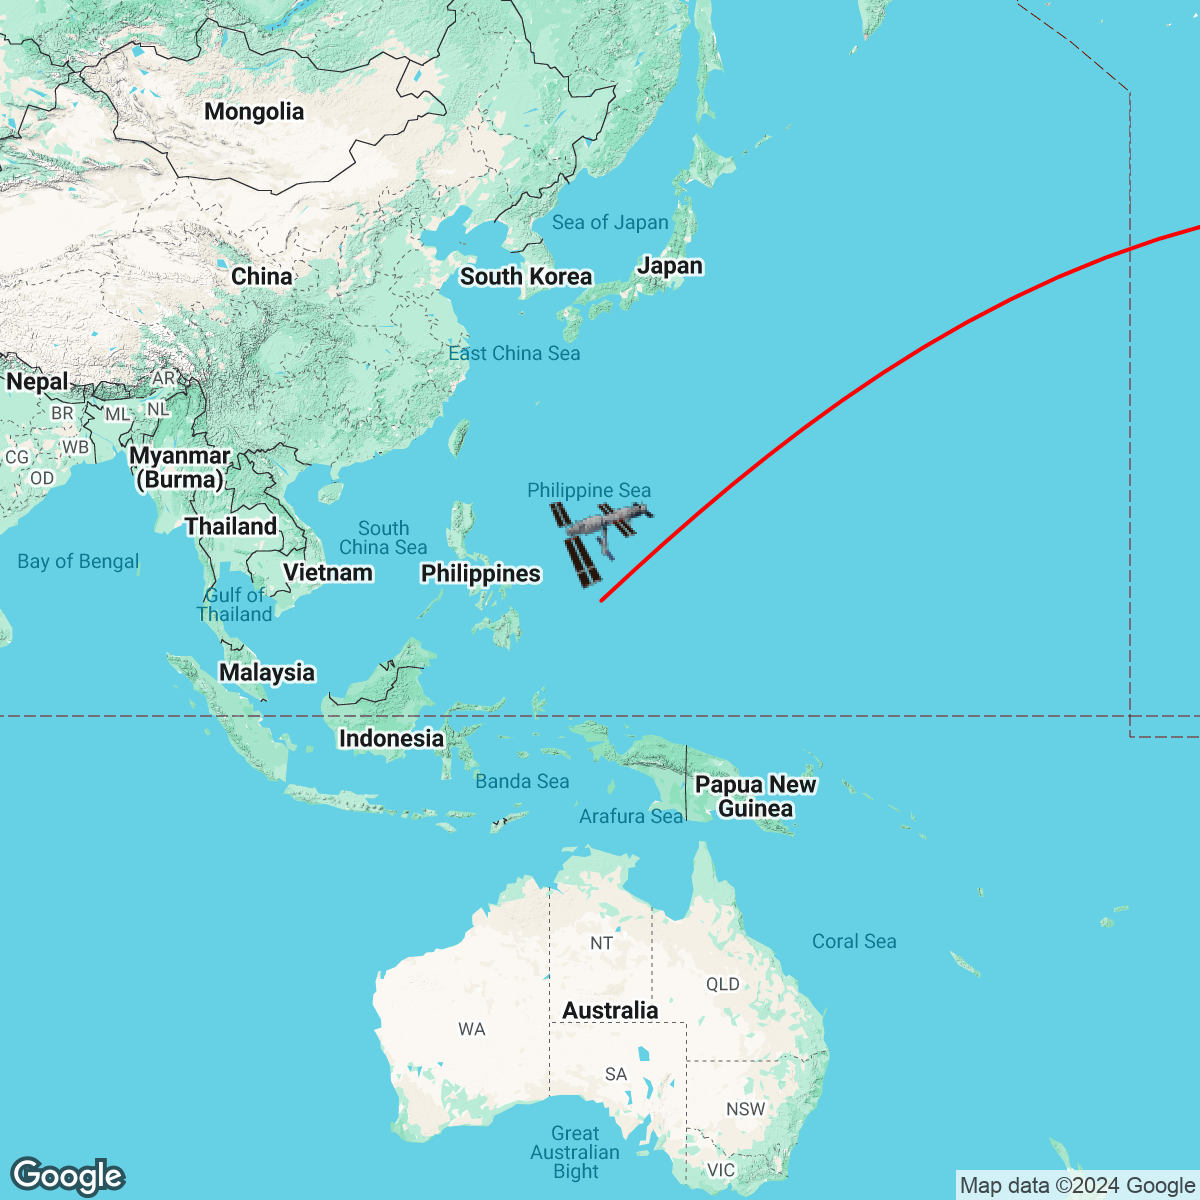 Mongolia
Sea of Japan
Japan
China
South Korea
East China Sea
Nepal
AR
BR
ML
NL
WB
CG
OD
Myanmar
(Burma)
Philippine Sea
Thailand
South
China Sea
Bay of Bengal
Vietnam
Philippines
Gulf of
Thailand
Malaysia
Indonesia
Banda Sea
Papua New
Guinea
Arafura Sea
NT
Coral Sea
QLD
Australia
WA
SA
NSW
Great
Australian
Bight
VIC
Google
Map data ©2024 Google